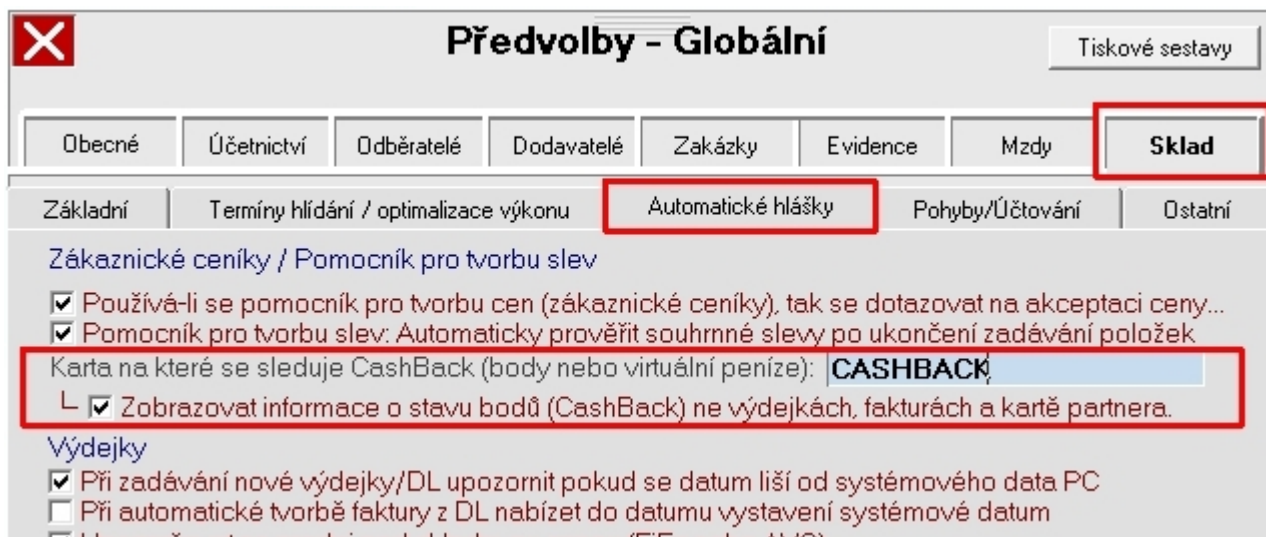 Předvolby - Globální
Tiskové sestavy
Obecné Účetnictví Odběratelé Dodavatelé Zakázky Evidence Mzdy Sklad
Základní Termíny hlídání / optimalizace výkonu Automatické hlášky Pohyby/Účtování Ostatní
Zákaznické ceníky / Pomocník pro tvorbu slev
Používá-li se pomocník pro tvorbu cen (zákaznické ceníky), tak se dotazovat na akceptaci ceny...
Pomocník pro tvorbu slev: Automaticky prověřit souhrnné slevy po ukončení zadávání položek
Karta na které se sleduje CashBack (body nebo virtuální peníze): CASHBACK
Zobrazovat informace o stavu bodů (CashBack) ne výdejkách, fakturách a kartě partnera.
Výdejky
Při zadávání nové výdejky/DL upozornit pokud se datum liší od systémového data PC
Při automatické tvorbě faktury z DL nabízet do datumu vystavení systémové datum